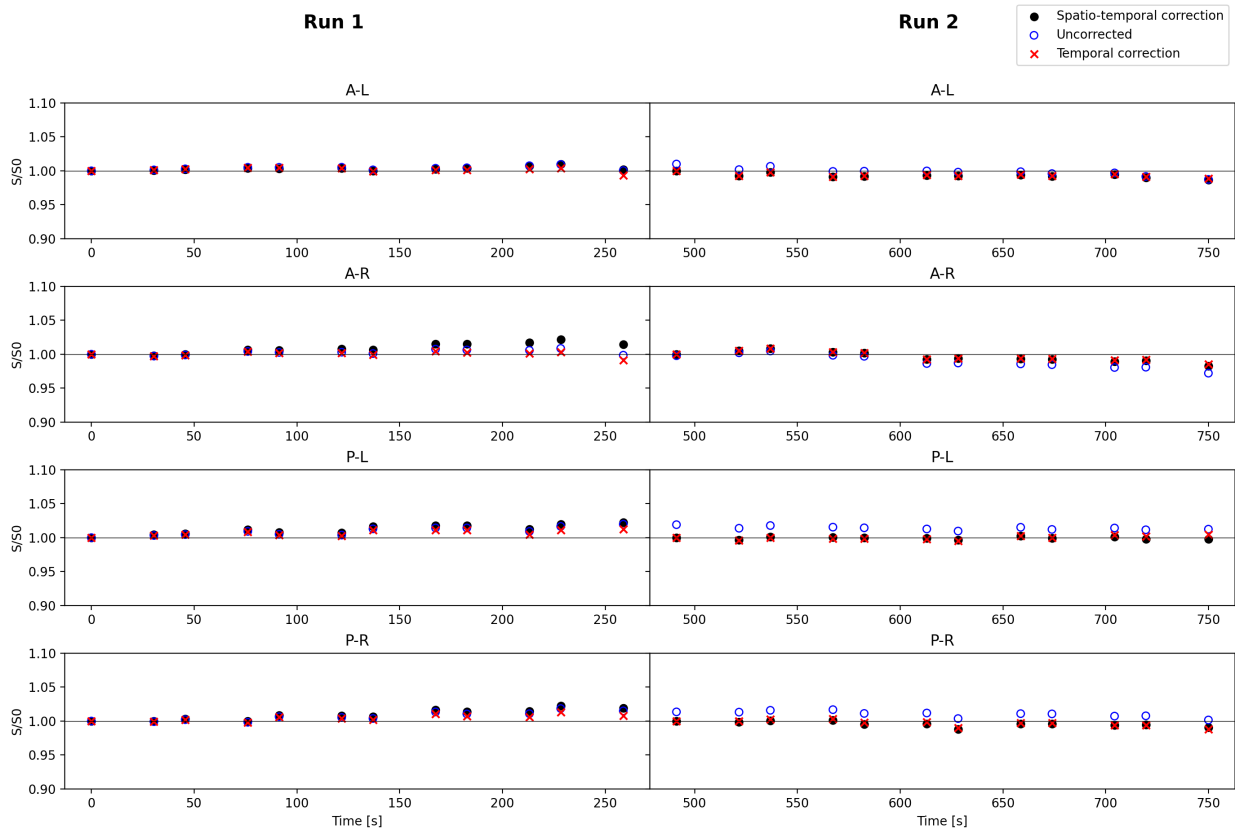 Run 1
Run 2
Spatio-temporal correction
Uncorrected
Temporal correction
A-L
A-L
1.10
1.05
1.00
0.95
0.90
S/S0
0 50 100 150 200 250
500 550 600 650 700 750
A-R
A-R
1.10
1.05
1.00
0.95
0.90
S/S0
0 50 100 150 200 250
500 550 600 650 700 750
P-L
P-L
1.10
1.05
1.00
0.95
0.90
S/S0
0 50 100 150 200 250
500 550 600 650 700 750
P-R
P-R
1.10
1.05
1.00
0.95
0.90
S/S0
0 50 100 150 200 250
500 550 600 650 700 750
Time [s]
Time [s]